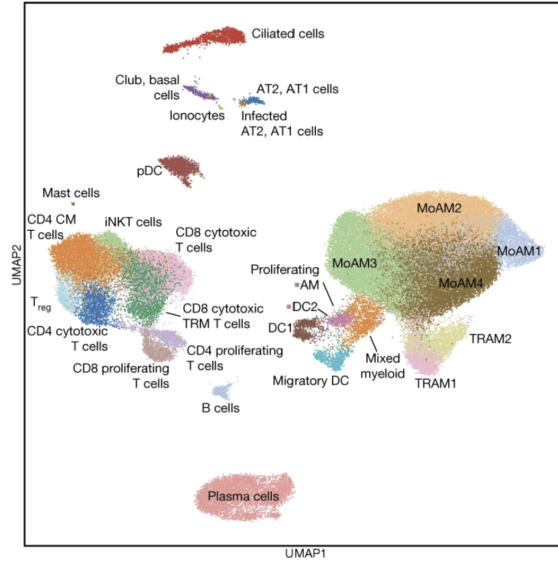 Ciliated cells
Club, basal
cells
AT2, AT1 cells
Ionocytes
Infected
AT2, AT1 cells
pDC
Mast cells
CD4 CM
T cells
iNKT cells
CD8 cytotoxic
T cells
MoAM2
MoAM1
MoAM3
MoAM4
Proliferating
AM
DC2
DC1
Treg
CD4 cytotoxic
T cells
CD8 cytotoxic
TRM T cells
CD4 proliferating
T cells
CD8 proliferating
T cells
Migratory DC
Mixed
myeloid
TRAM2
TRAM1
B cells
Plasma cells
UMAP2
UMAP1